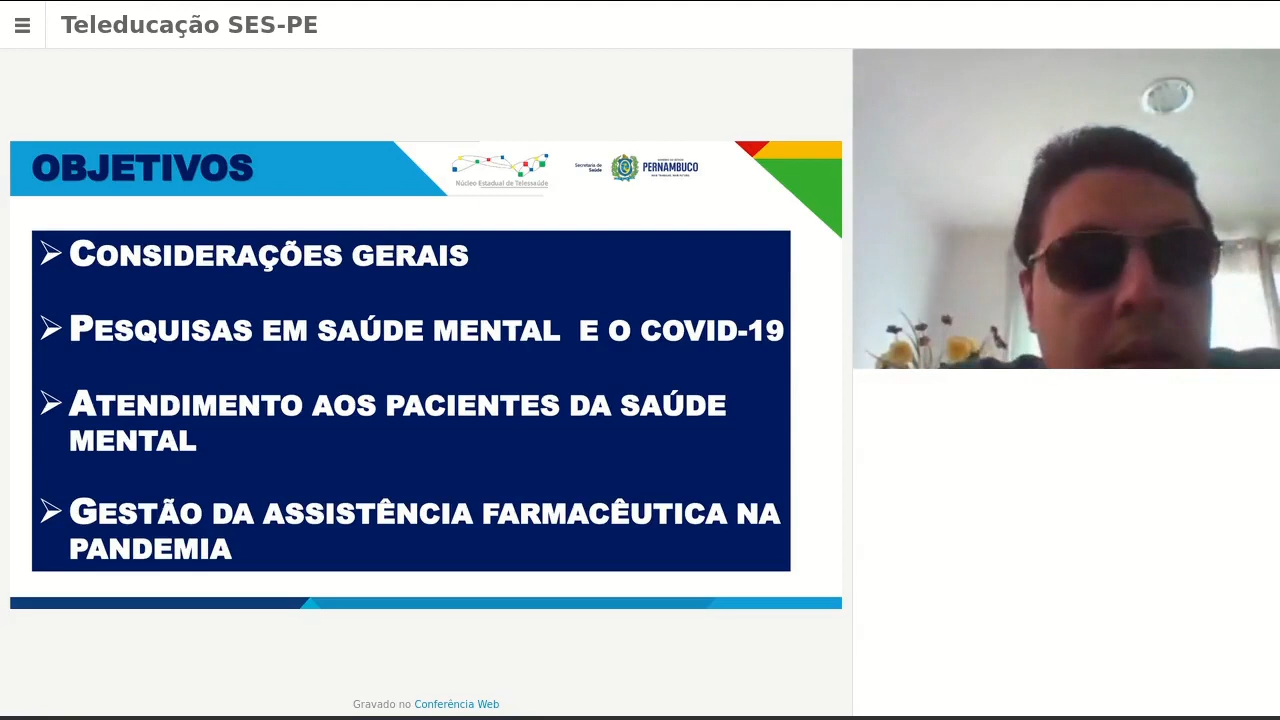 Teleducação SES-PE
OBJETIVOS
Núcleo Estadual de Telessaúde
Secretaria de
Saúde
PERNAMBUCO
CONSIDERAÇÕES GERAIS
PESQUISAS EM SAÚDE MENTAL E O COVID-19
ATENDIMENTO AOS PACIENTES DA SAÚDE
MENTAL
GESTÃO DA ASSISTÊNCIA FARMACÊUTICA NA
PANDEMIA
Gravado no Conferência Web